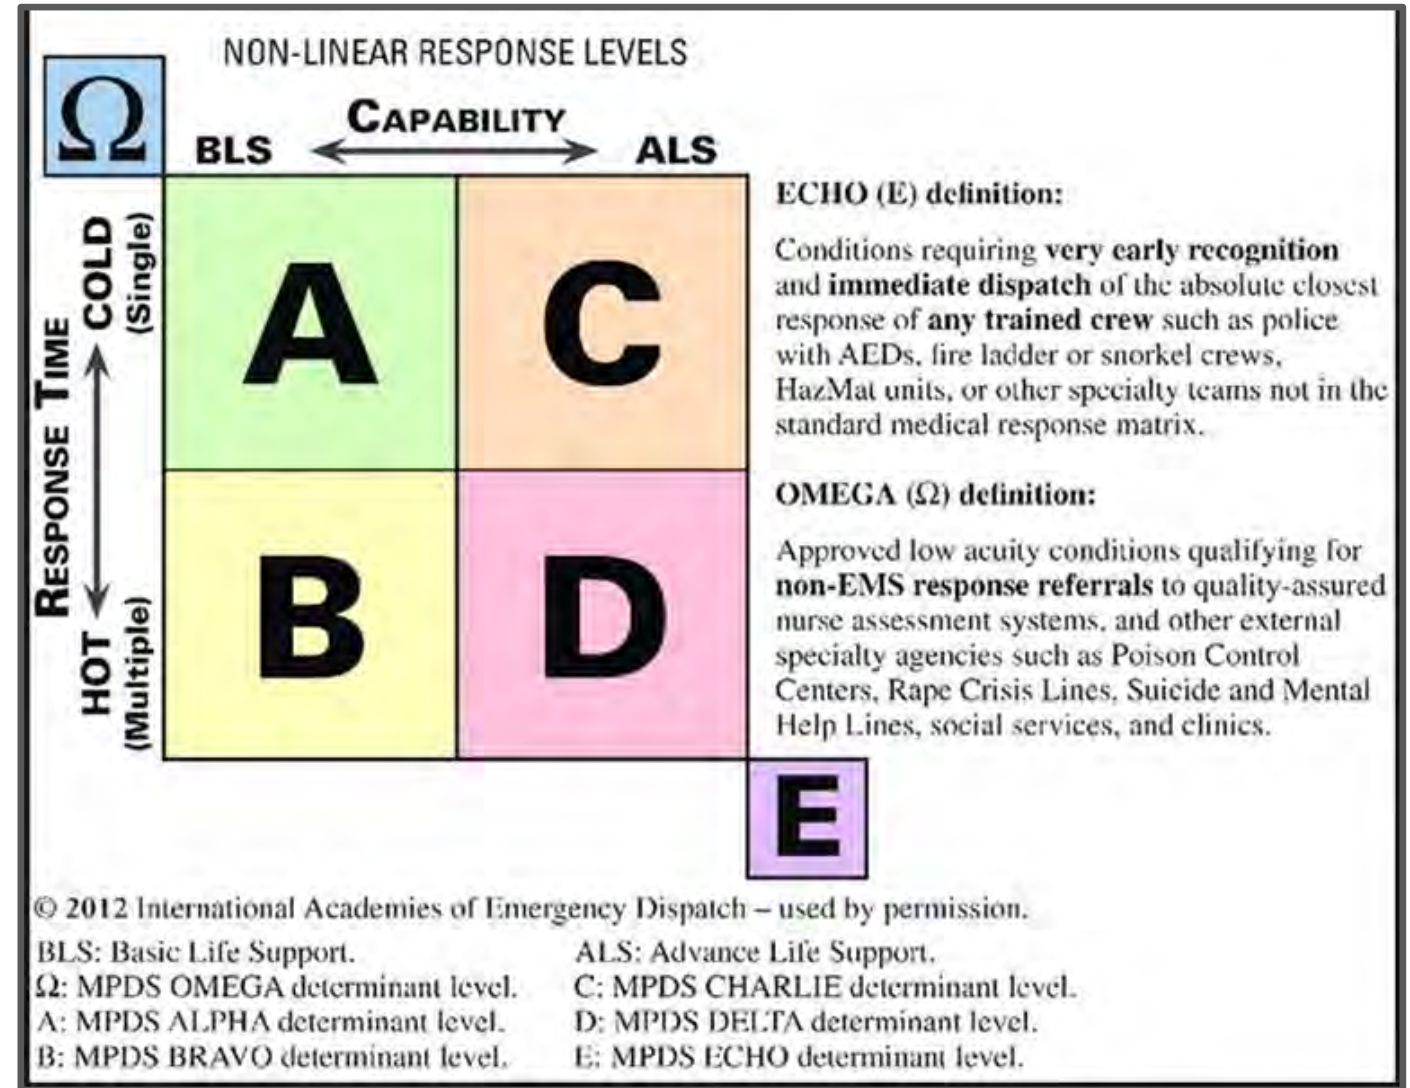 NON-LINEAR RESPONSE LEVELS
Ω
CAPABILITY
BLS
ALS
RESPONSE TIME
COLD
(Single)
HOT
(Multiple)
A
C
B
D
E
ECHO (E) definition:
Conditions requiring very early recognition
and immediate dispatch of the absolute closest
response of any trained crew such as police
with AEDs, fire ladder or snorkel crews,
HazMat units, or other specialty teams not in the
standard medical response matrix.
OMEGA (Ω) definition:
Approved low acuity conditions qualifying for
non-EMS response referrals to quality-assured
nurse assessment systems, and other external
specialty agencies such as Poison Control
Centers, Rape Crisis Lines, Suicide and Mental
Help Lines, social services, and clinics.
© 2012 International Academies of Emergency Dispatch – used by permission.
BLS: Basic Life Support.
Ω: MPDS OMEGA determinant level.
A: MPDS ALPHA determinant level.
B: MPDS BRAVO determinant level.
ALS: Advance Life Support.
C: MPDS CHARLIE determinant level.
D: MPDS DELTA determinant level.
E: MPDS ECHO determinant level.